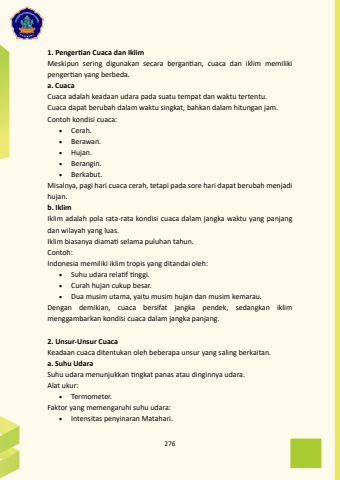 1. Pengertian Cuaca dan Iklim
Meskipun sering digunakan secara bergantian, cuaca dan iklim memiliki
pengertian yang berbeda.
a. Cuaca
Cuaca adalah keadaan udara pada suatu tempat dan waktu tertentu.
Cuaca dapat berubah dalam waktu singkat, bahkan dalam hitungan jam.
Contoh kondisi cuaca:
• Cerah.
• Berawan.
• Hujan.
• Berangin.
• Berkabut.
Misalnya, pagi hari cuaca cerah, tetapi pada sore hari dapat berubah menjadi
hujan.
b. Iklim
Iklim adalah pola rata-rata kondisi cuaca dalam jangka waktu yang panjang
dan wilayah yang luas.
Iklim biasanya diamati selama puluhan tahun.
Contoh:
Indonesia memiliki iklim tropis yang ditandai oleh:
• Suhu udara relatif tinggi.
• Curah hujan cukup besar.
• Dua musim utama, yaitu musim hujan dan musim kemarau.
Dengan demikian, cuaca bersifat jangka pendek, sedangkan iklim
menggambarkan kondisi cuaca dalam jangka panjang.
2. Unsur-Unsur Cuaca
Keadaan cuaca ditentukan oleh beberapa unsur yang saling berkaitan.
a. Suhu Udara
Suhu udara menunjukkan tingkat panas atau dinginnya udara.
Alat ukur:
• Termometer.
Faktor yang memengaruhi suhu udara:
• Intensitas penyinaran Matahari.
276